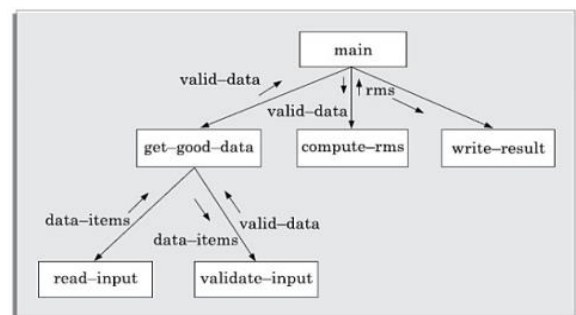 main
valid–data
valid–data
rms
get–good–data
compute–rms
write–result
data–items
data–items
valid–data
read–input
validate–input